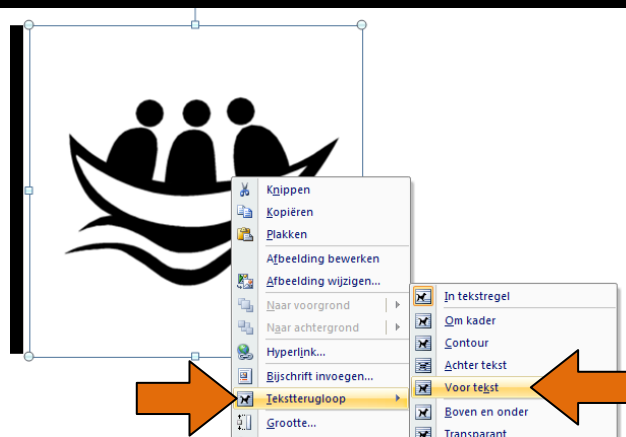 Knippen
Kopiëren
Plakken
Afbeelding bewerken
Afbeelding wijzigen...
Naar voorgrond
Naar achtergrond
Hyperlink...
Bijschrift invoegen...
Tekstterugloop
Grootte...
In tekstregel
Om kader
Contour
Achter tekst
Voor tekst
Boven en onder
Transparant